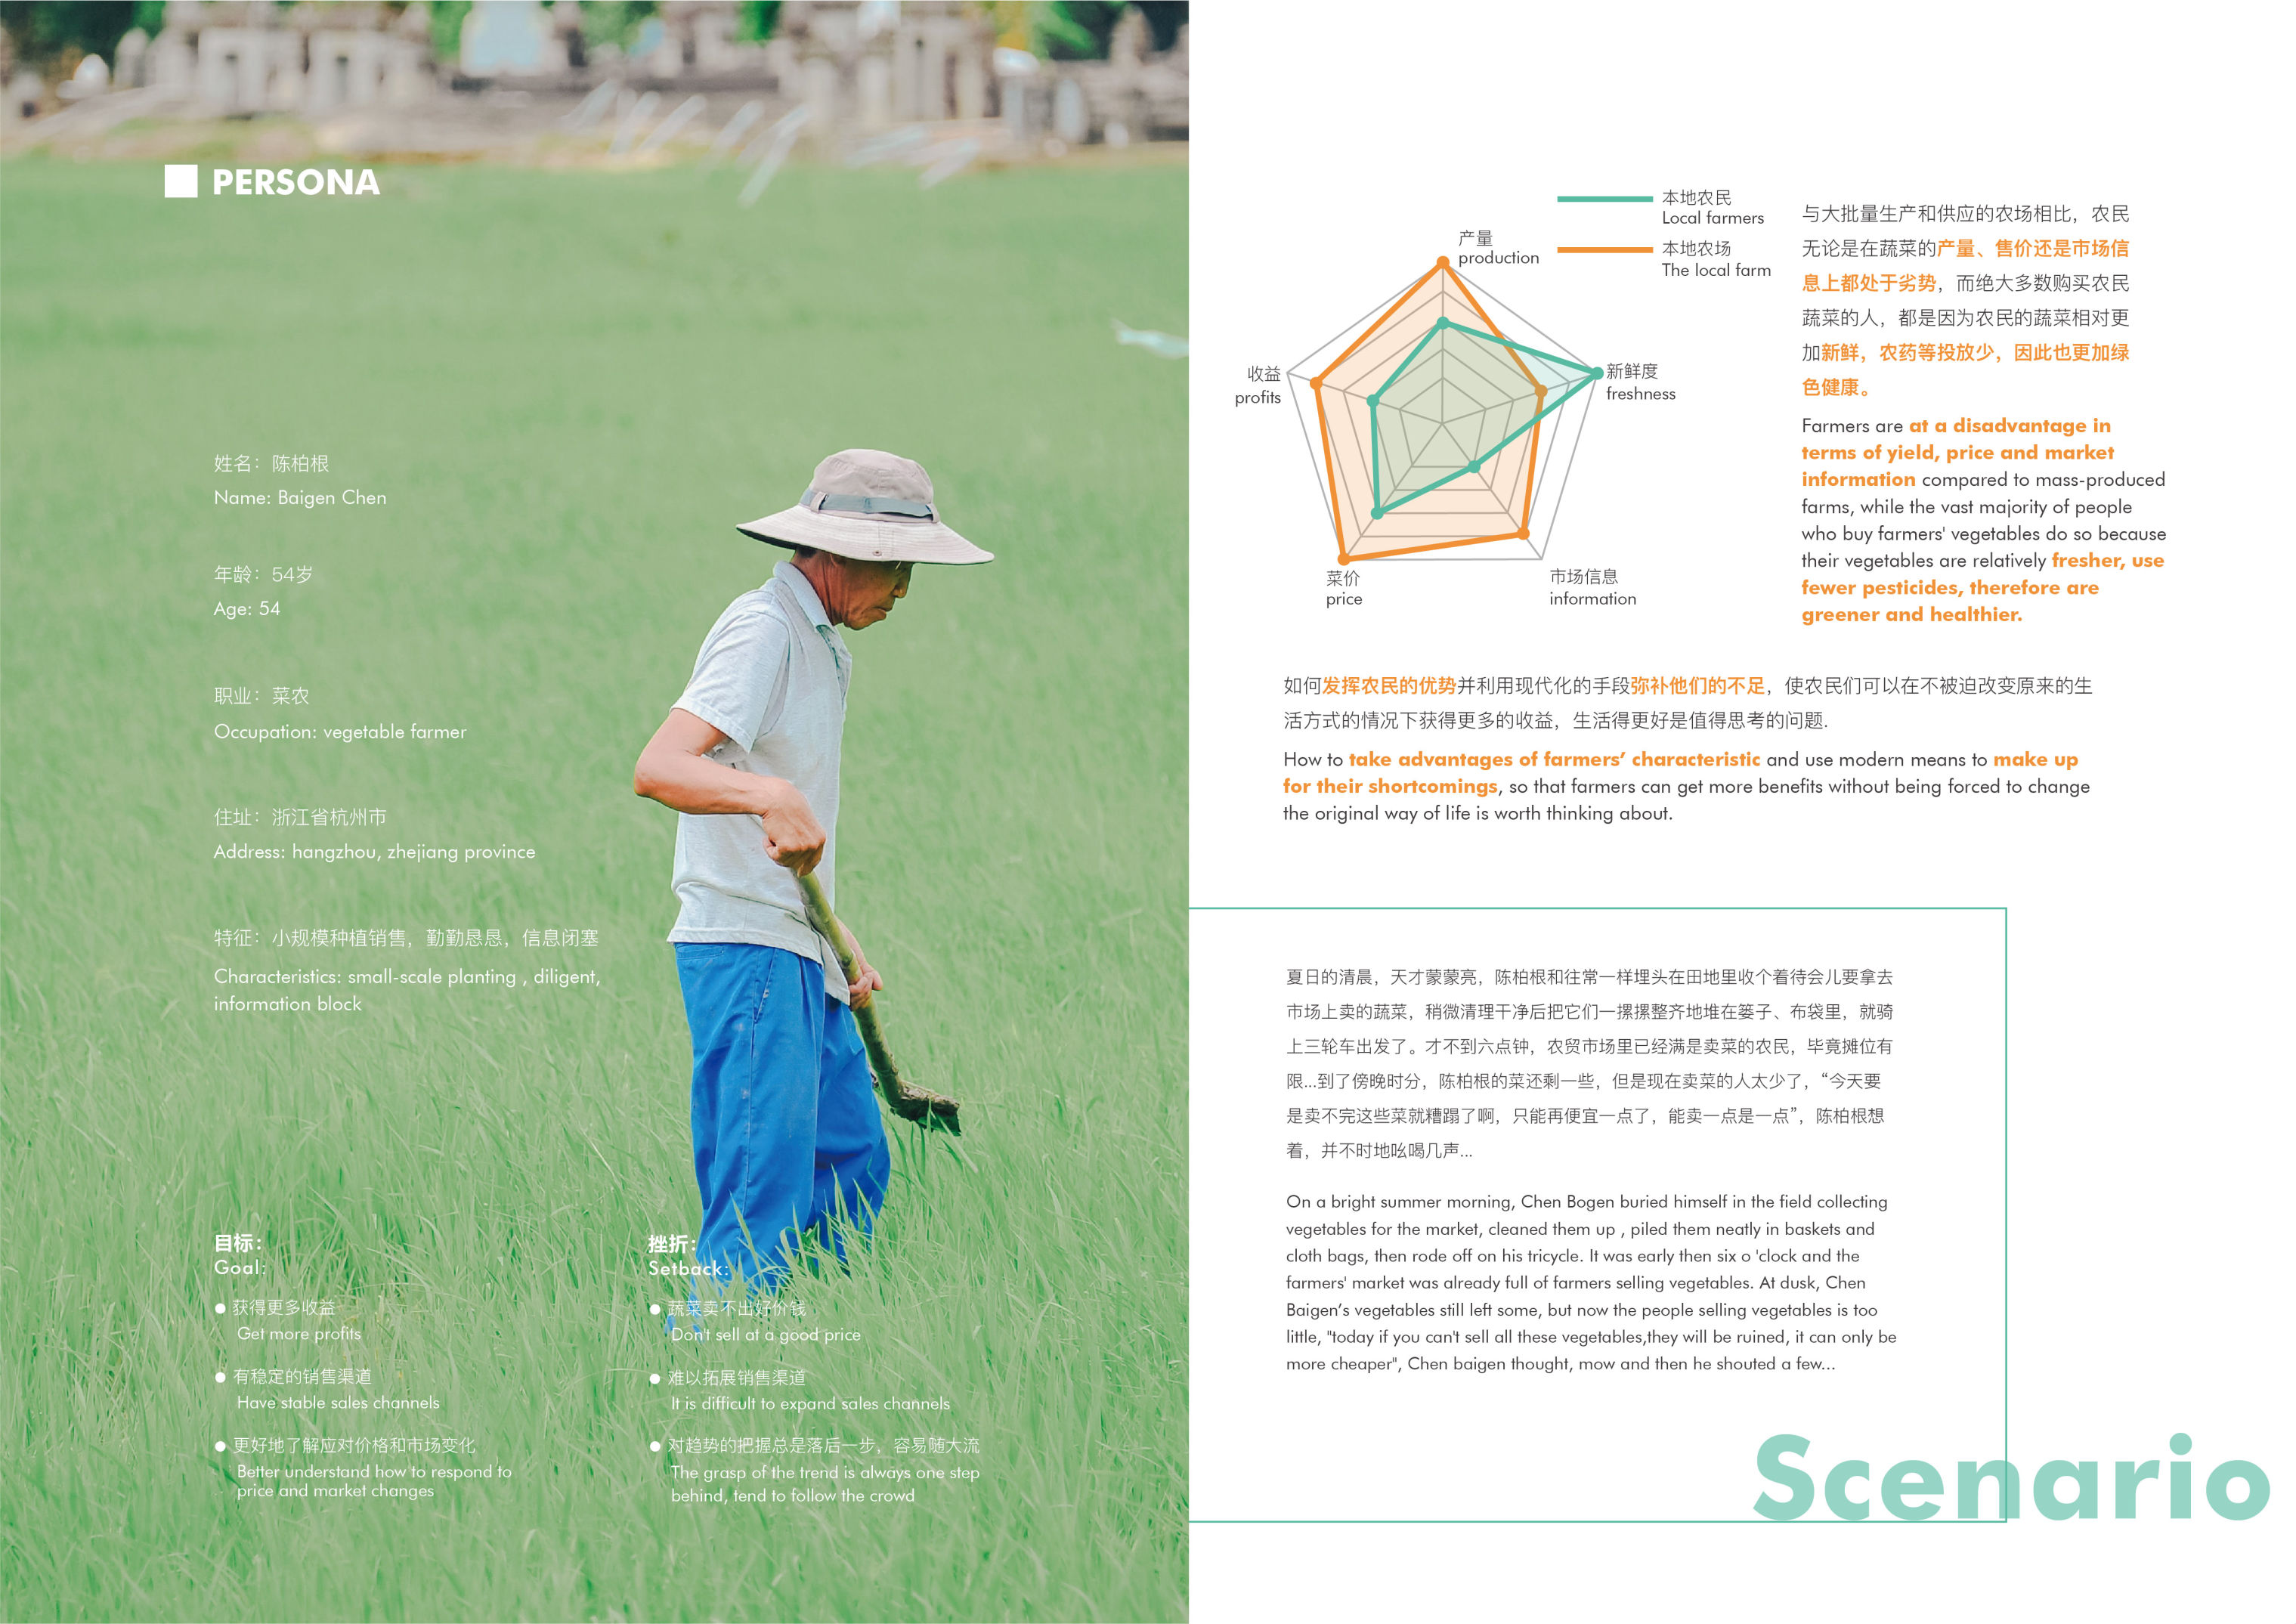 PERSONA
姓名：陈柏根
Name: Baigen Chen
年龄：54岁
Age: 54
职业：菜农
Occupation: vegetable farmer
住址：浙江省杭州市
Address: hangzhou, zhejiang province
特征：小规模种植销售，勤勤恳恳，信息闭塞
Characteristics: small-scale planting , diligent,
information block
目标：
Goal:
获得更多收益
Get more profits
有稳定的销售渠道
Have stable sales channels
更好地了解应对价格和市场变化
Better understand how to respond to
price and market changes
挫折：
Setback:
蔬菜卖不出好价钱
Don't sell at a good price
难以拓展销售渠道
It is difficult to expand sales channels
对趋势的把握总是落后一步，容易随大流
The grasp of the trend is always one step
behind, tend to follow the crowd
本地农民
Local farmers
本地农场
The local farm
产量
production
新鲜度
freshness
市场信息
information
菜价
price
收益
profits
与大批量生产和供应的农场相比，农民
无论是在蔬菜的产量、售价还是市场信
息上都处于劣势，而绝大多数购买农民
蔬菜的人，都是因为农民的蔬菜相对更
加新鲜，农药等投放少，因此也更加绿
色健康。
Farmers are at a disadvantage in
terms of yield, price and market
information compared to mass-produced
farms, while the vast majority of people
who buy farmers' vegetables do so because
their vegetables are relatively fresher, use
fewer pesticides, therefore are
greener and healthier.
如何发挥农民的优势并利用现代化的手段弥补他们的不足，使农民们可以在不被迫改变原来的生
活方式的情况下获得更多的收益，生活得更好是值得思考的问题.
How to take advantages of farmers’ characteristic and use modern means to make up
for their shortcomings, so that farmers can get more benefits without being forced to change
the original way of life is worth thinking about.
夏日的清晨，天才蒙蒙亮，陈柏根和往常一样埋头在田地里收个着待会儿要拿去
市场上卖的蔬菜，稍微清理干净后把它们一摞摞整齐地堆在篓子、布袋里，就骑
上三轮车出发了。才不到六点钟，农贸市场里已经满是卖菜的农民，毕竟摊位有
限...到了傍晚时分，陈柏根的菜还剩一些，但是现在卖菜的人太少了，“今天要
是卖不完这些菜就糟蹋了啊，只能再便宜一点了，能卖一点是一点”，陈柏根想
着，并不时地吆喝几声...
On a bright summer morning, Chen Bogen buried himself in the field collecting
vegetables for the market, cleaned them up , piled them neatly in baskets and
cloth bags, then rode off on his tricycle. It was early then six o 'clock and the
farmers' market was already full of farmers selling vegetables. At dusk, Chen
Baigen’s vegetables still left some, but now the people selling vegetables is too
little, "today if you can't sell all these vegetables,they will be ruined, it can only be
more cheaper", Chen baigen thought, mow and then he shouted a few...
Scenario